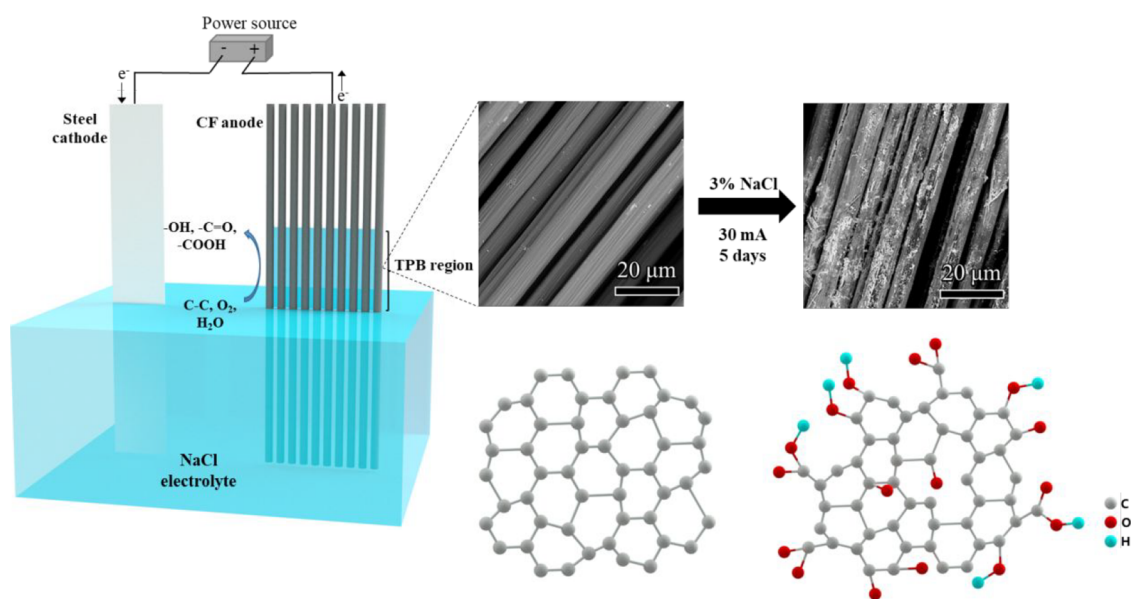 Power source
- +
e-
e-
Steel
cathode
CF anode
-OH, -C=O,
-COOH
TPB region
C-C, O₂,
H₂O
NaCl
electrolyte
20 μm
3% NaCl
30 mA
5 days
20 μm
C
O
H